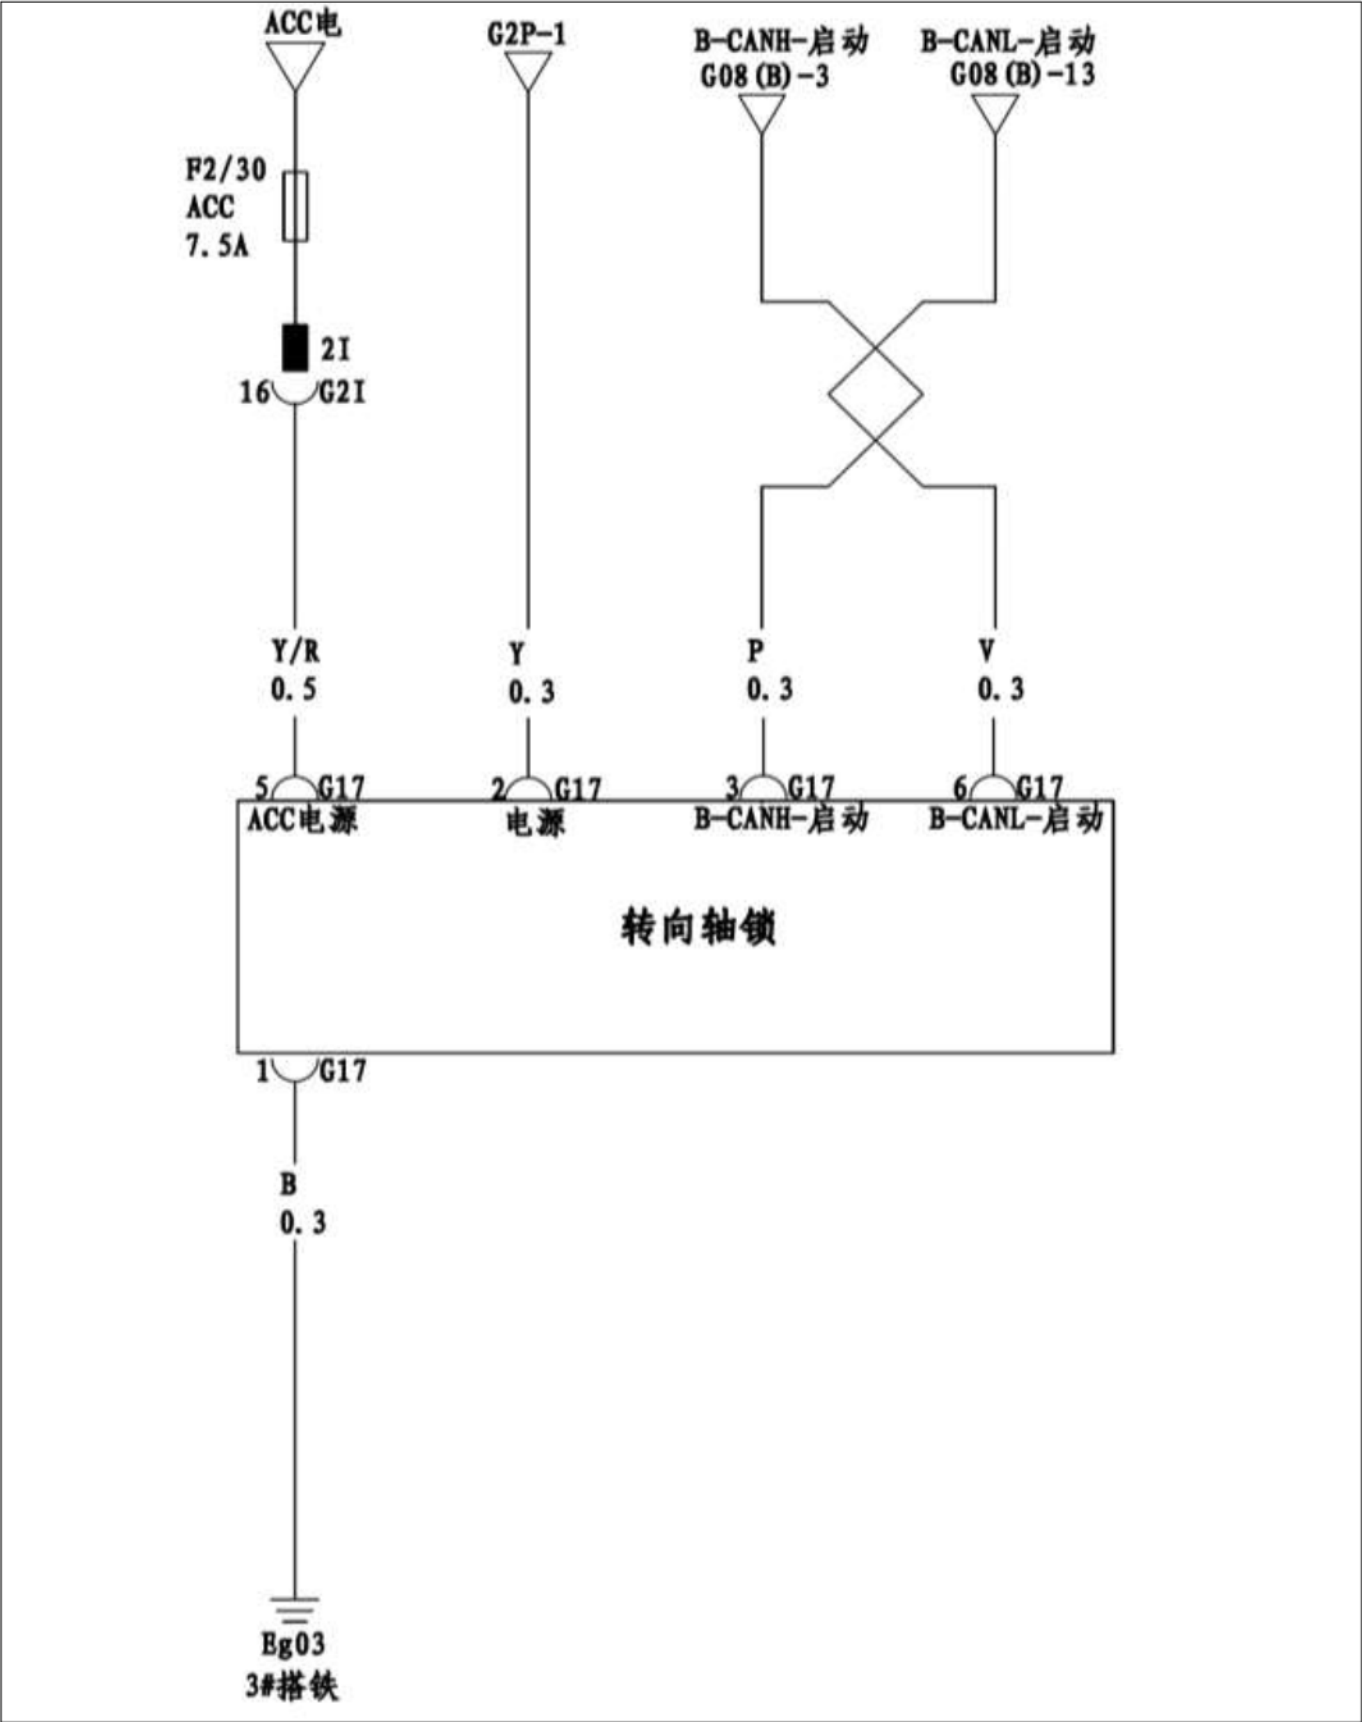 ACC电
G2P-1
B-CANH-启动
G08(B)-3
B-CANL-启动
G08(B)-13
F2/30
ACC
7.5A
2I
16
G2I
Y/R
0.5
Y
0.3
P
0.3
V
0.3
5
G17
2
G17
3
G17
6
G17
ACC电源
电源
B-CANH-启动
B-CANL-启动
转向轴锁
1
G17
B
0.3
Eg03
3#搭铁